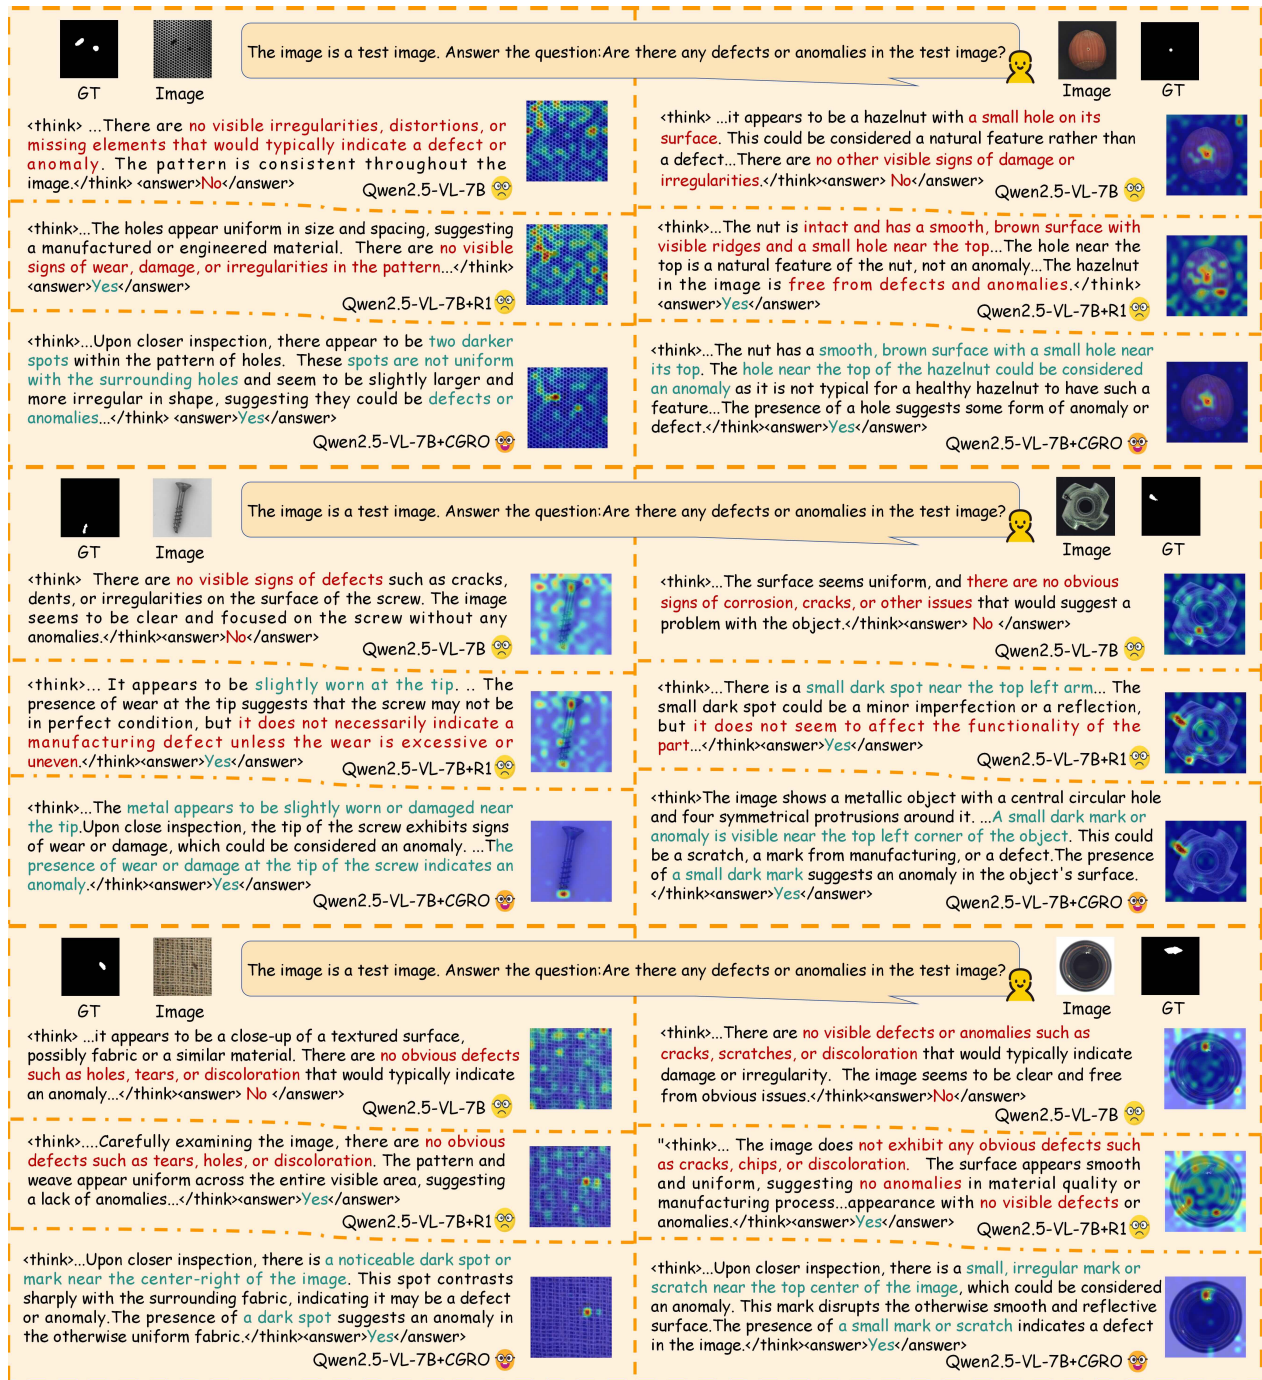 The image is a test image. Answer the question:Are there any defects or anomalies in the test image?
GT
Image
<think> ...There are no visible irregularities, distortions, or
missing elements that would typically indicate a defect or
anomaly. The pattern is consistent throughout the
image.</think> <answer>No</answer>
Qwen2.5-VL-7B
<think>...The holes appear uniform in size and spacing, suggesting
a manufactured or engineered material. There are no visible
signs of wear, damage, or irregularities in the pattern...</think>
<answer>Yes</answer>
Qwen2.5-VL-7B+R1
<think>...Upon closer inspection, there appear to be two darker
spots within the pattern of holes. These spots are not uniform
with the surrounding holes and seem to be slightly larger and
more irregular in shape, suggesting they could be defects or
anomalies...</think> <answer>Yes</answer>
Qwen2.5-VL-7B+CGRO
Image
GT
<think> ...it appears to be a hazelnut with a small hole on its
surface. This could be considered a natural feature rather than
a defect...There are no other visible signs of damage or
irregularities.</think><answer> No</answer>
Qwen2.5-VL-7B
<think>...The nut is intact and has a smooth, brown surface with
visible ridges and a small hole near the top...The hole near the
top is a natural feature of the nut, not an anomaly...The hazelnut
in the image is free from defects and anomalies.</think>
<answer>Yes</answer>
Qwen2.5-VL-7B+R1
<think>...The nut has a smooth, brown surface with a small hole near
its top. The hole near the top of the hazelnut could be considered
an anomaly as it is not typical for a healthy hazelnut to have such a
feature...The presence of a hole suggests some form of anomaly or
defect.</think><answer>Yes</answer>
Qwen2.5-VL-7B+CGRO
The image is a test image. Answer the question:Are there any defects or anomalies in the test image?
GT
Image
<think> There are no visible signs of defects such as cracks,
dents, or irregularities on the surface of the screw. The image
seems to be clear and focused on the screw without any
anomalies.</think><answer>No</answer>
Qwen2.5-VL-7B
<think>... It appears to be slightly worn at the tip. .. The
presence of wear at the tip suggests that the screw may not be
in perfect condition, but it does not necessarily indicate a
manufacturing defect unless the wear is excessive or
uneven.</think><answer>Yes</answer>
Qwen2.5-VL-7B+R1
<think>...The metal appears to be slightly worn or damaged near
the tip.Upon close inspection, the tip of the screw exhibits signs
of wear or damage, which could be considered an anomaly. ...The
presence of wear or damage at the tip of the screw indicates an
anomaly.</think><answer>Yes</answer>
Qwen2.5-VL-7B+CGRO
Image
GT
<think>...The surface seems uniform, and there are no obvious
signs of corrosion, cracks, or other issues that would suggest a
problem with the object.</think><answer> No </answer>
Qwen2.5-VL-7B
<think>...There is a small dark spot near the top left arm... The
small dark spot could be a minor imperfection or a reflection,
but it does not seem to affect the functionality of the
part...</think><answer>Yes</answer>
Qwen2.5-VL-7B+R1
<think>The image shows a metallic object with a central circular hole
and four symmetrical protrusions around it. ...A small dark mark or
anomaly is visible near the top left corner of the object. This could
be a scratch, a mark from manufacturing, or a defect.The presence
of a small dark mark suggests an anomaly in the object's surface.
</think><answer>Yes</answer>
Qwen2.5-VL-7B+CGRO
The image is a test image. Answer the question:Are there any defects or anomalies in the test image?
GT
Image
<think> ...it appears to be a close-up of a textured surface,
possibly fabric or a similar material. There are no obvious defects
such as holes, tears, or discoloration that would typically indicate
an anomaly...</think><answer> No </answer>
Qwen2.5-VL-7B
<think>....Carefully examining the image, there are no obvious
defects such as tears, holes, or discoloration. The pattern and
weave appear uniform across the entire visible area, suggesting
a lack of anomalies...</think><answer>Yes</answer>
Qwen2.5-VL-7B+R1
<think>...Upon closer inspection, there is a noticeable dark spot or
mark near the center-right of the image. This spot contrasts
sharply with the surrounding fabric, indicating it may be a defect
or anomaly.The presence of a dark spot suggests an anomaly in
the otherwise uniform fabric.</think><answer>Yes</answer>
Qwen2.5-VL-7B+CGRO
Image
GT
<think>...There are no visible defects or anomalies such as
cracks, scratches, or discoloration that would typically indicate
damage or irregularity. The image seems to be clear and free
from obvious issues.</think><answer>No</answer>
Qwen2.5-VL-7B
"<think>... The image does not exhibit any obvious defects such
as cracks, chips, or discoloration. The surface appears smooth
and uniform, suggesting no anomalies in material quality or
manufacturing process...appearance with no visible defects or
anomalies.</think><answer>Yes</answer>
Qwen2.5-VL-7B+R1
<think>...Upon closer inspection, there is a small, irregular mark or
scratch near the top center of the image, which could be considered
an anomaly. This mark disrupts the otherwise smooth and reflective
surface.The presence of a small mark or scratch indicates a defect
in the image.</think><answer>Yes</answer>
Qwen2.5-VL-7B+CGRO